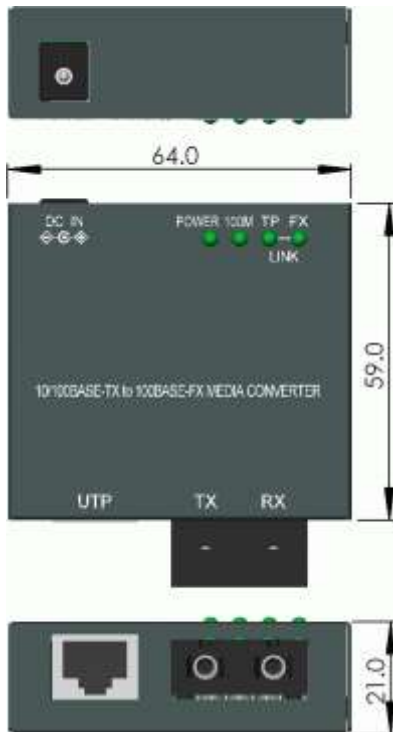 64.0
DC IN
POWER 100M TP FX
LINK
59.0
10/100BASE-TX to 100BASE-FX MEDIA CONVERTER
UTP TX RX
21.0